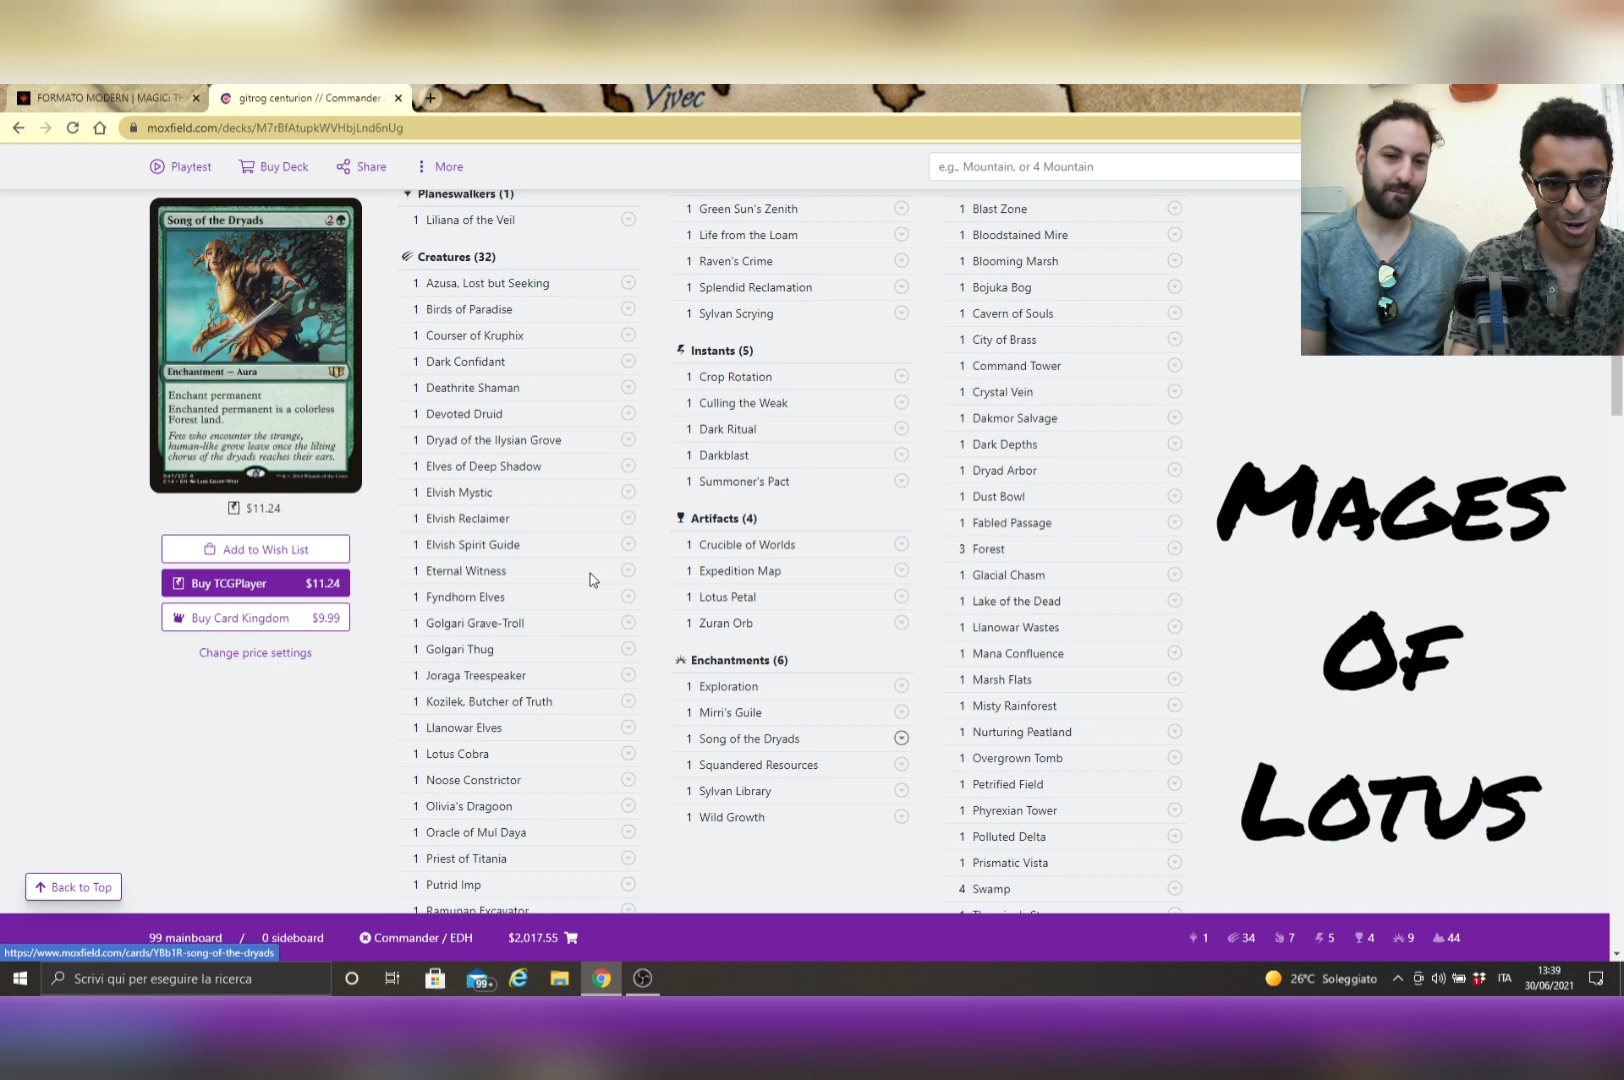 Vivec
FORMATO MODERN | MAGICi TH
gitrog centurion // Commander
moxfield.com/decks/M7rBfAtupkWVHbjLnd6nUg
Playtest
Buy Deck
Share
More
e.g., Mountain, or 4 Mountain
Song of the Dryads 2
Enchantment — Aura
Enchant permanent
Enchanted permanent is a colorless
Forest land.
Few who encounter the strange,
human-like grove leave once the lilting
chorus of the dryads reaches their ears.
$11.24
Add to Wish List
Buy TCGPlayer $11.24
Buy Card Kingdom $9.99
Change price settings
Back to Top
Planeswalkers (1)
1 Liliana of the Veil
Creatures (32)
1 Azusa, Lost but Seeking
1 Birds of Paradise
1 Courser of Kruphix
1 Dark Confidant
1 Deathrite Shaman
1 Devoted Druid
1 Dryad of the Ilysian Grove
1 Elves of Deep Shadow
1 Elvish Mystic
1 Elvish Reclaimer
1 Elvish Spirit Guide
1 Eternal Witness
1 Fyndhorn Elves
1 Golgari Grave-Troll
1 Golgari Thug
1 Joraga Treespeaker
1 Kozilek, Butcher of Truth
1 Llanowar Elves
1 Lotus Cobra
1 Noose Constrictor
1 Olivia's Dragoon
1 Oracle of Mul Daya
1 Priest of Titania
1 Putrid Imp
1 Ramunap Excavator
1 Green Sun's Zenith
1 Life from the Loam
1 Raven's Crime
1 Splendid Reclamation
1 Sylvan Scrying
Instants (5)
1 Crop Rotation
1 Culling the Weak
1 Dark Ritual
1 Darkblast
1 Summoner's Pact
Artifacts (4)
1 Crucible of Worlds
1 Expedition Map
1 Lotus Petal
1 Zuran Orb
Enchantments (6)
1 Exploration
1 Mirri's Guile
1 Song of the Dryads
1 Squandered Resources
1 Sylvan Library
1 Wild Growth
1 Blast Zone
1 Bloodstained Mire
1 Blooming Marsh
1 Bojuka Bog
1 Cavern of Souls
1 City of Brass
1 Command Tower
1 Crystal Vein
1 Dakmor Salvage
1 Dark Depths
1 Dryad Arbor
1 Dust Bowl
1 Fabled Passage
3 Forest
1 Glacial Chasm
1 Lake of the Dead
1 Llanowar Wastes
1 Mana Confluence
1 Marsh Flats
1 Misty Rainforest
1 Nurturing Peatland
1 Overgrown Tomb
1 Petrified Field
1 Phyrexian Tower
1 Polluted Delta
1 Prismatic Vista
4 Swamp
Mages
Of
Lotus
99 mainboard / 0 sideboard
Commander / EDH
$2,017.55
1 34 7 5 4 9 44
https://www.moxfield.com/cards/YBb1R-song-of-the-dryads
Scrivi qui per eseguire la ricerca
99+
26°C Soleggiato
ITA
13:39
30/06/2021